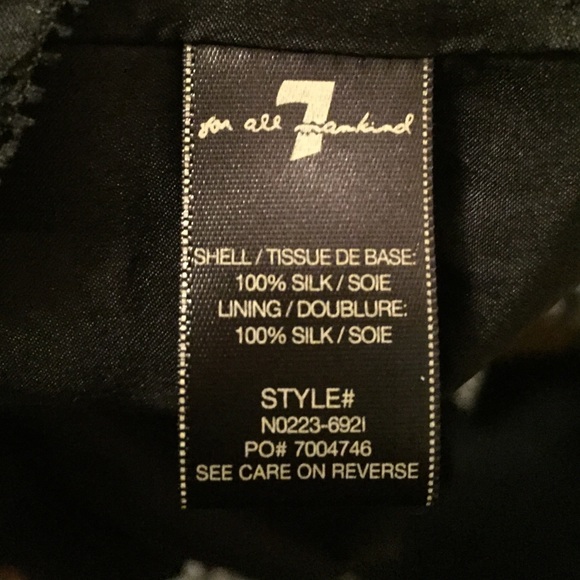 7
for all mankind
SHELL / TISSUE DE BASE:
100% SILK / SOIE
LINING / DOUBLURE:
100% SILK / SOIE
STYLE#
N0223-692I
PO# 7004746
SEE CARE ON REVERSE